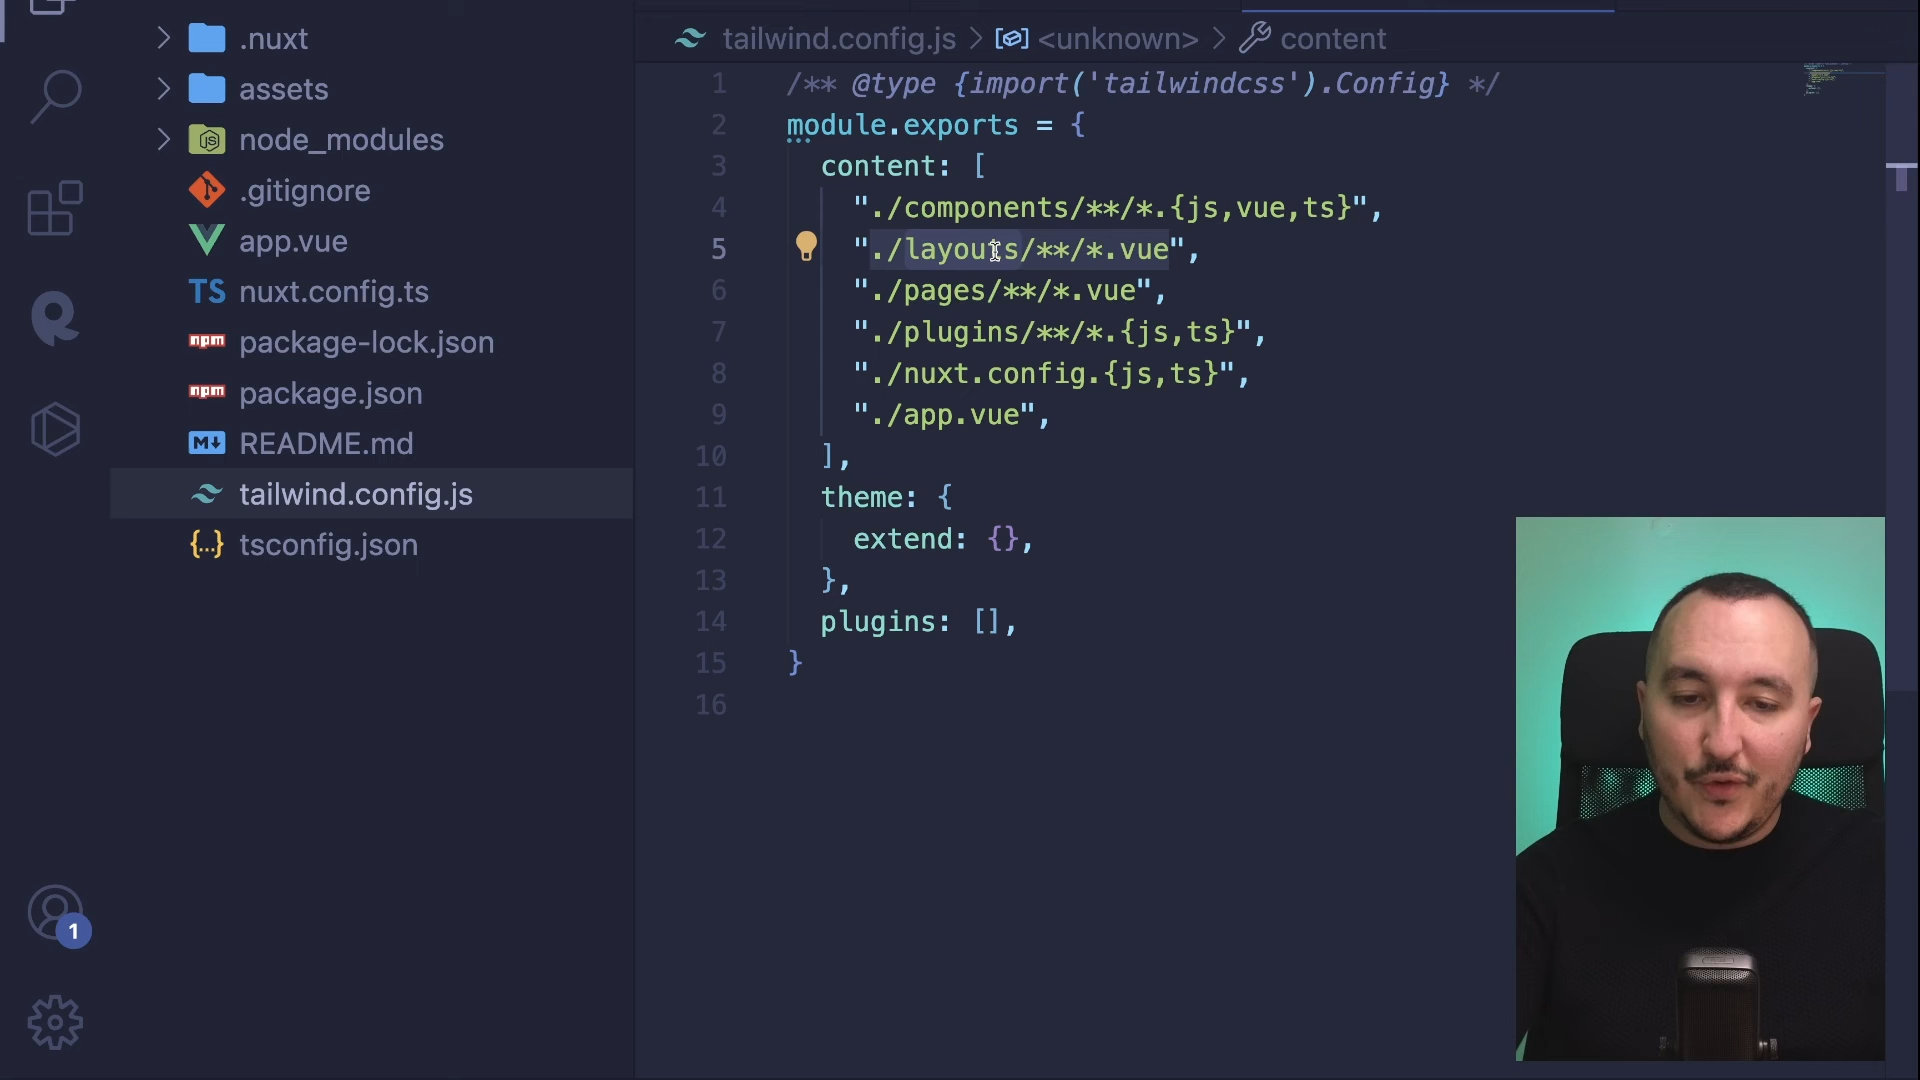 .nuxt
assets
node_modules
.gitignore
app.vue
TS nuxt.config.ts
npm package-lock.json
npm package.json
M README.md
tailwind.config.js
{...} tsconfig.json
1
tailwind.config.js > <unknown> > content
1 /** @type {import('tailwindcss').Config} */
2 module.exports = {
3 content: [
4 "./components/**/*.{js,vue,ts}",
5 "./layouts/**/*.vue",
6 "./pages/**/*.vue",
7 "./plugins/**/*.{js,ts}",
8 "./nuxt.config.{js,ts}",
9 "./app.vue",
10 ],
11 theme: {
12 extend: {},
13 },
14 plugins: [],
15 }
16